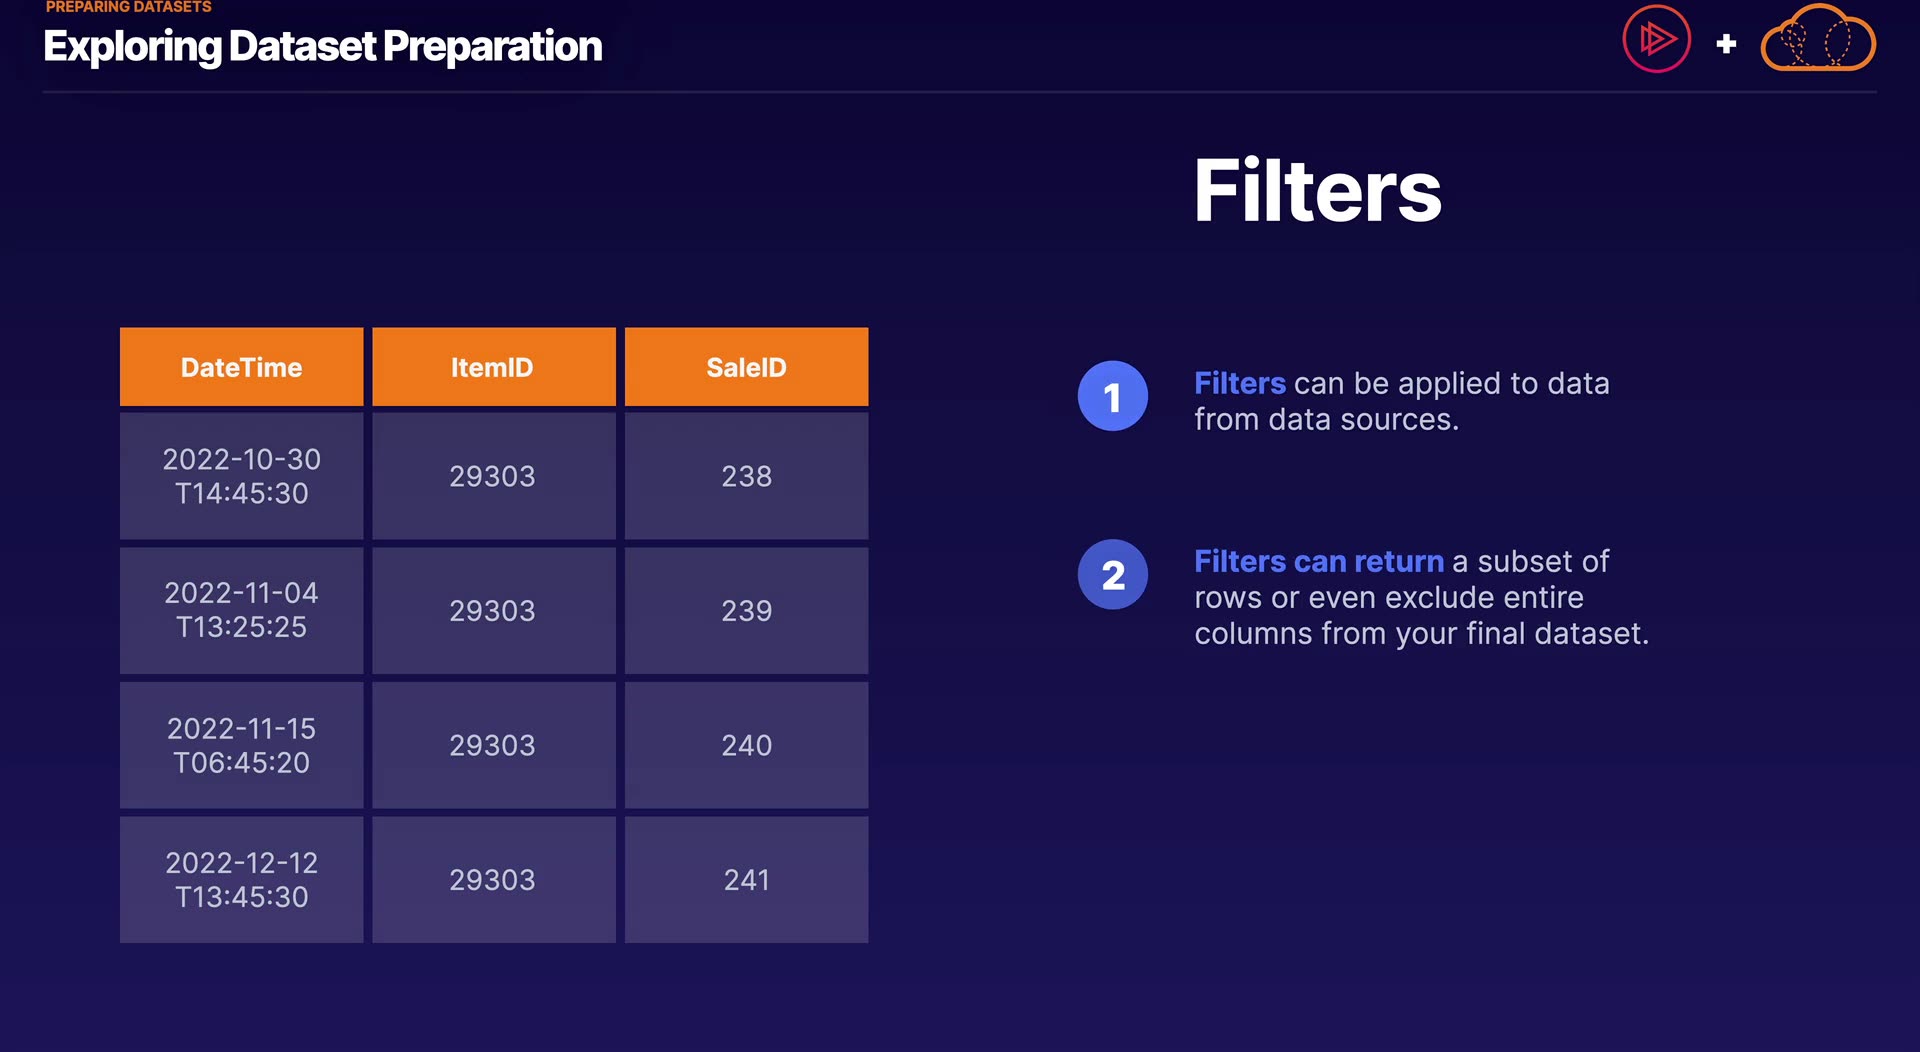 PREPARING DATASETS
Exploring Dataset Preparation
+
Filters
DateTime ItemID SaleID
2022-10-30
T14:45:30
29303
238
2022-11-04
T13:25:25
29303
239
2022-11-15
T06:45:20
29303
240
2022-12-12
T13:45:30
29303
241
1
Filters can be applied to data
from data sources.
2
Filters can return a subset of
rows or even exclude entire
columns from your final dataset.